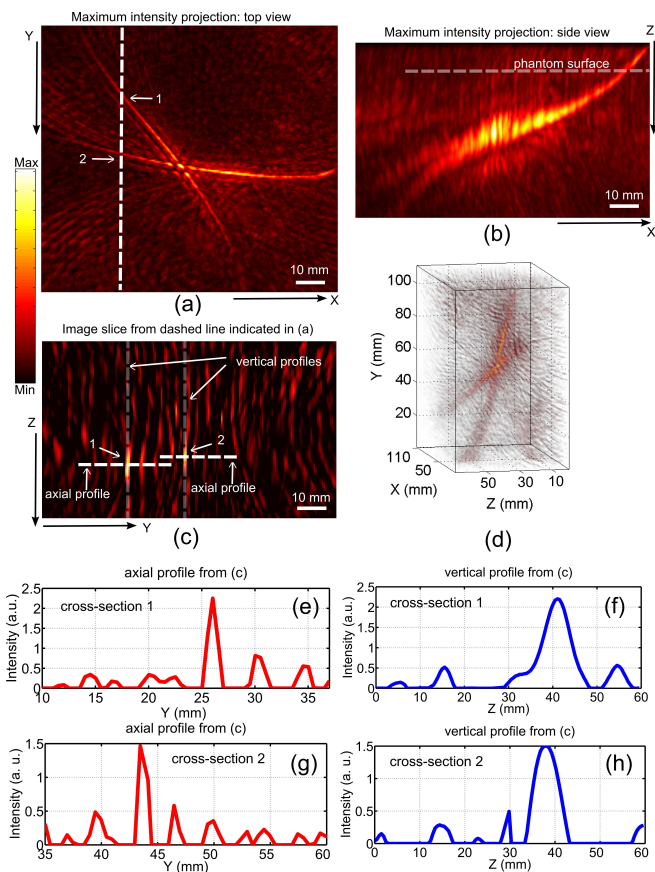 Maximum intensity projection: top view
Y
1
2
10 mm
(a)
X
Max
Min
Maximum intensity projection: side view
Z
phantom surface
10 mm
(b)
X
Image slice from dashed line indicated in (a)
vertical profiles
Z
1
2
axial profile
axial profile
10 mm
Y
(c)
100
80
60
40
20
Y (mm)
110
50
X (mm)
50
30
10
Z (mm)
(d)
axial profile from (c)
cross-section 1
(e)
Intensity (a.u.)
2.5
2
1.5
1
0.5
0
10 15 20 25 30 35
Y (mm)
vertical profile from (c)
cross-section 1
(f)
Intensity (a.u.)
2.5
2
1.5
1
0.5
0
0 10 20 30 40 50 60
Z (mm)
axial profile from (c)
cross-section 2
(g)
Intensity (a. u.)
1.5
1
0.5
0
35 40 45 50 55 60
Y (mm)
vertical profile from (c)
cross-section 2
(h)
Intensity (a. u.)
1.5
1
0.5
0
0 10 20 30 40 50 60
Z (mm)